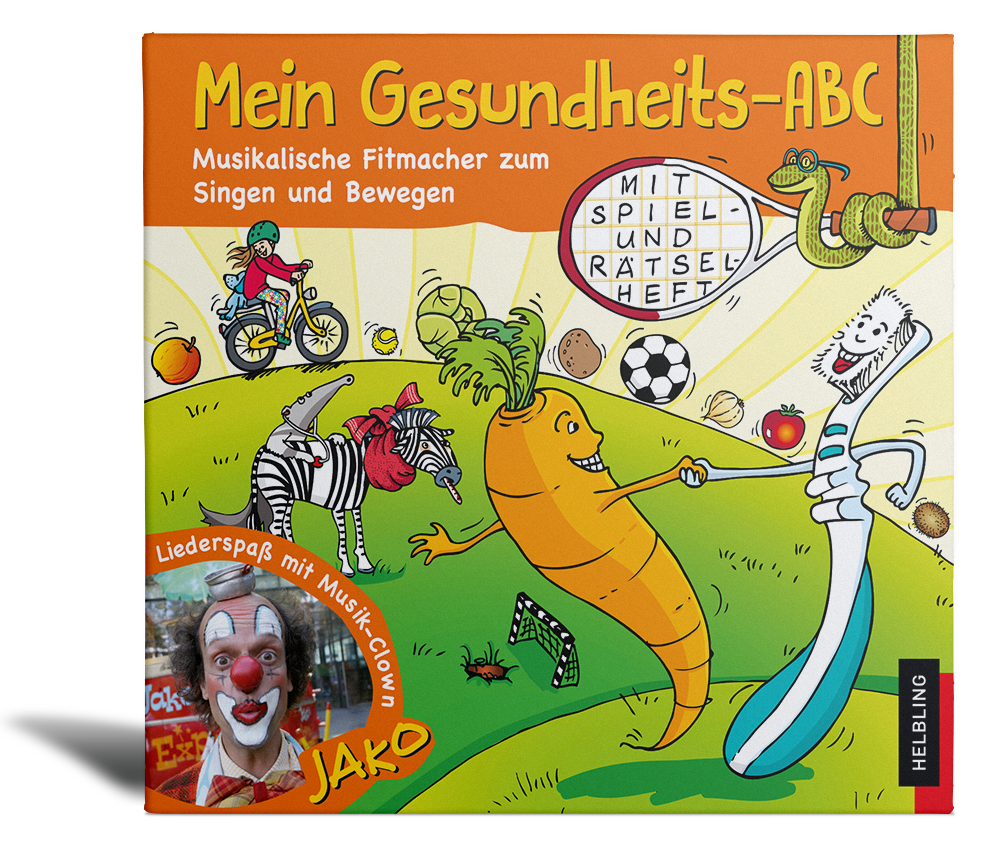 Mein Gesundheits-ABC
Musikalische Fitmacher zum
Singen und Bewegen
MIT
SPIEL-
UND
RÄTSEL-
HEFT
Liederspaß mit Musik-Clown
JAKO
HELBLING